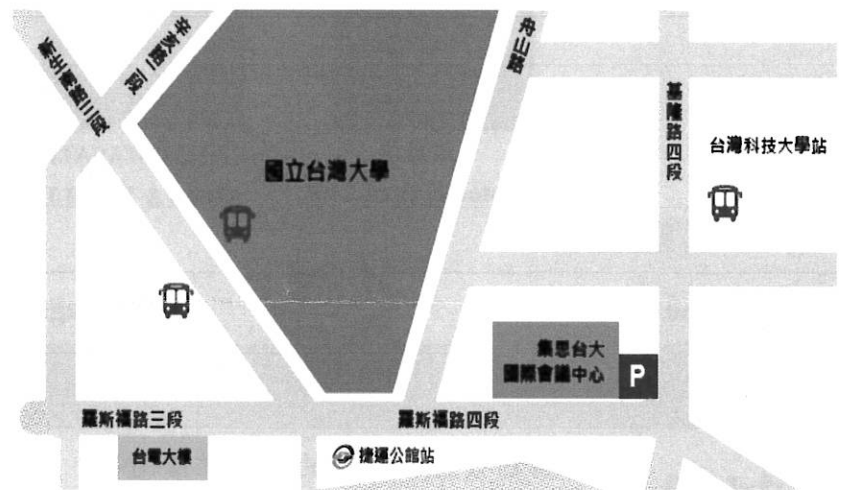 新生南路三段
辛亥路二段
舟山路
基隆路四段
台灣科技大學站
國立台灣大學
集思台大
國際會議中心
P
羅斯福路三段
羅斯福路四段
台電大樓
捷運公館站